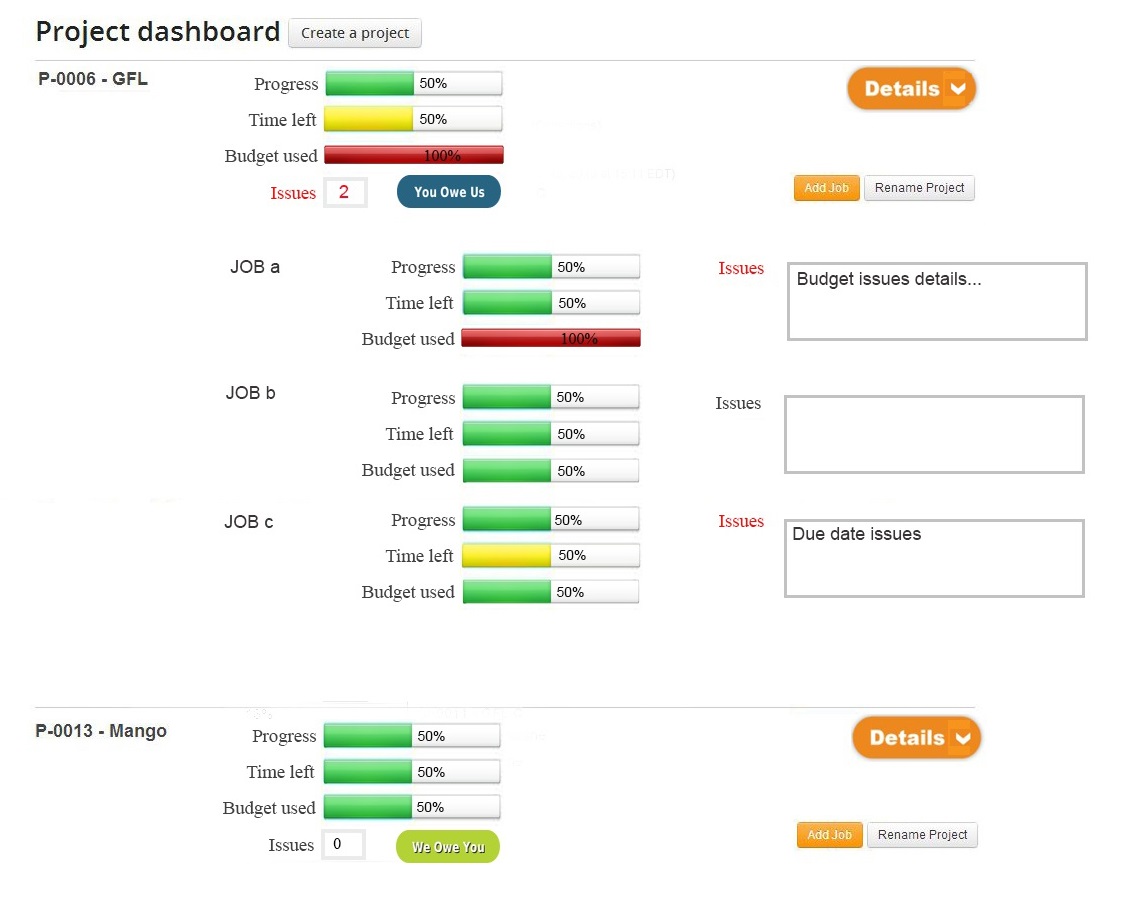 Project dashboard Create a project
P-0006 - GFL
Progress 50%
Details
Time left 50%
Budget used 100%
Issues 2 You Owe Us
Add Job Rename Project
JOB a
Progress 50%
Time left 50%
Budget used 100%
Issues
Budget issues details...
JOB b
Progress 50%
Time left 50%
Budget used 50%
Issues
JOB c
Progress 50%
Time left 50%
Budget used 50%
Issues
Due date issues
P-0013 - Mango
Progress 50%
Details
Time left 50%
Budget used 50%
Issues 0 We Owe You
Add Job Rename Project